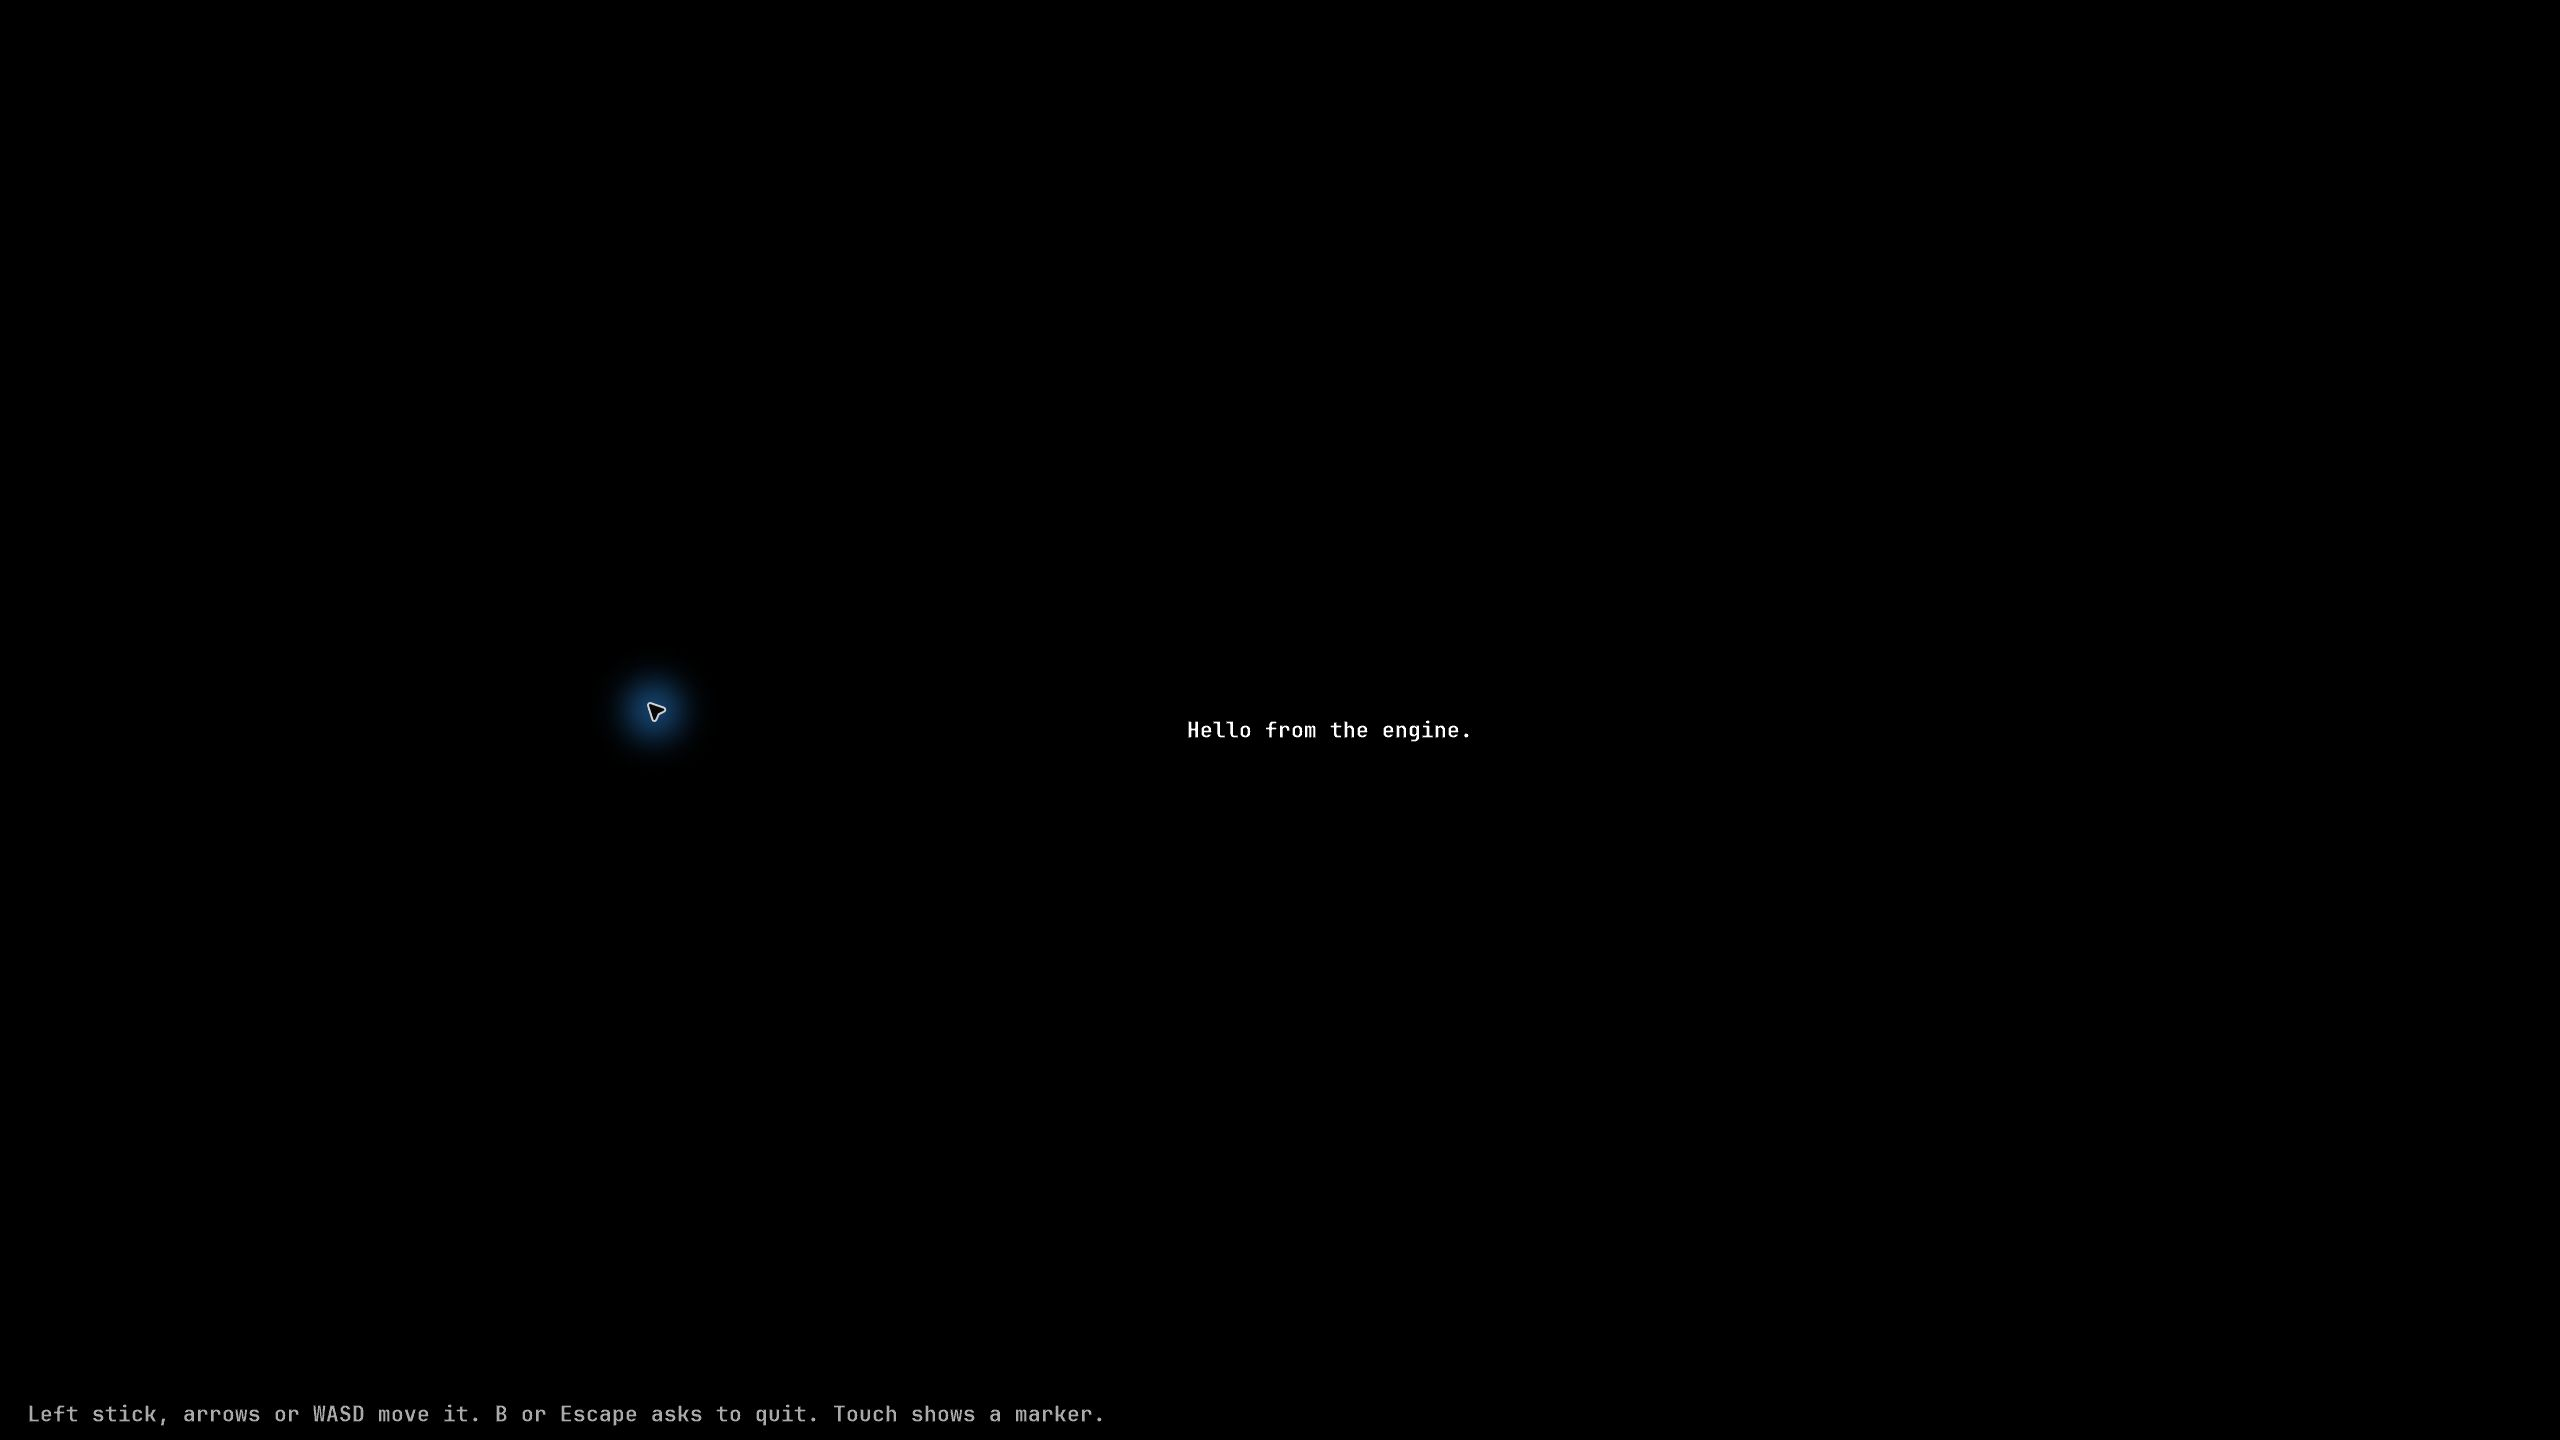 Hello from the engine.
Left stick, arrows or WASD move it. B or Escape asks to quit. Touch shows a marker.